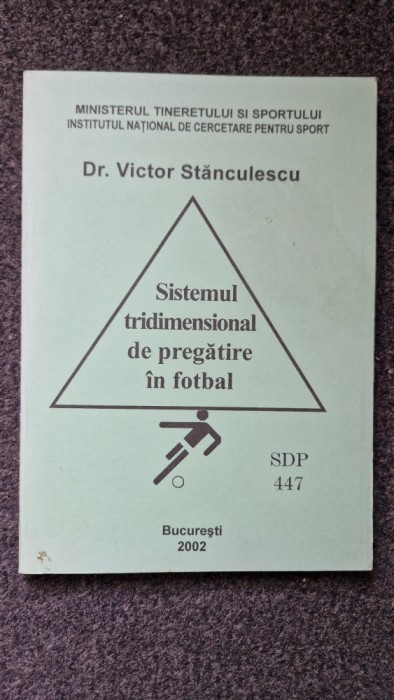 MINISTERUL TINERETULUI SI SPORTULUI
INSTITUTUL NAȚIONAL DE CERCETARE PENTRU SPORT
Dr. Victor Stănculescu
Sistemul
tridimensional
de pregătire
în fotbal
SDP
447
București
2002